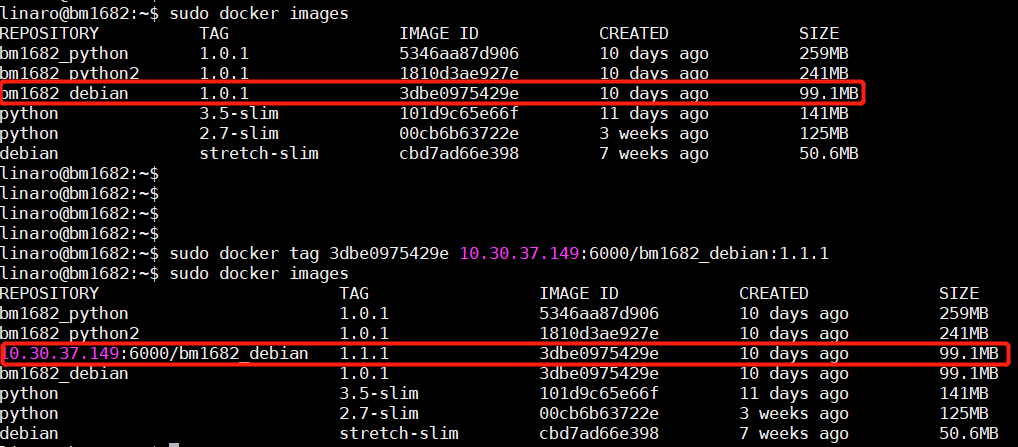 linaro@bm1682:~$ sudo docker images
REPOSITORY TAG IMAGE ID CREATED SIZE
bm1682_python 1.0.1 5346aa87d906 10 days ago 259MB
bm1682_python2 1.0.1 1810d3ae927e 10 days ago 241MB
bm1682_debian 1.0.1 3dbe0975429e 10 days ago 99.1MB
python 3.5-slim 101d9c65e66f 11 days ago 141MB
python 2.7-slim 00cb6b63722e 3 weeks ago 125MB
debian stretch-slim cbd7ad66e398 7 weeks ago 50.6MB
linaro@bm1682:~$
linaro@bm1682:~$
linaro@bm1682:~$
linaro@bm1682:~$
linaro@bm1682:~$ sudo docker tag 3dbe0975429e 10.30.37.149:6000/bm1682_debian:1.1.1
linaro@bm1682:~$ sudo docker images
REPOSITORY TAG IMAGE ID CREATED SIZE
bm1682_python 1.0.1 5346aa87d906 10 days ago 259MB
bm1682_python2 1.0.1 1810d3ae927e 10 days ago 241MB
10.30.37.149:6000/bm1682_debian 1.1.1 3dbe0975429e 10 days ago 99.1MB
bm1682_debian 1.0.1 3dbe0975429e 10 days ago 99.1MB
python 3.5-slim 101d9c65e66f 11 days ago 141MB
python 2.7-slim 00cb6b63722e 3 weeks ago 125MB
debian stretch-slim cbd7ad66e398 7 weeks ago 50.6MB